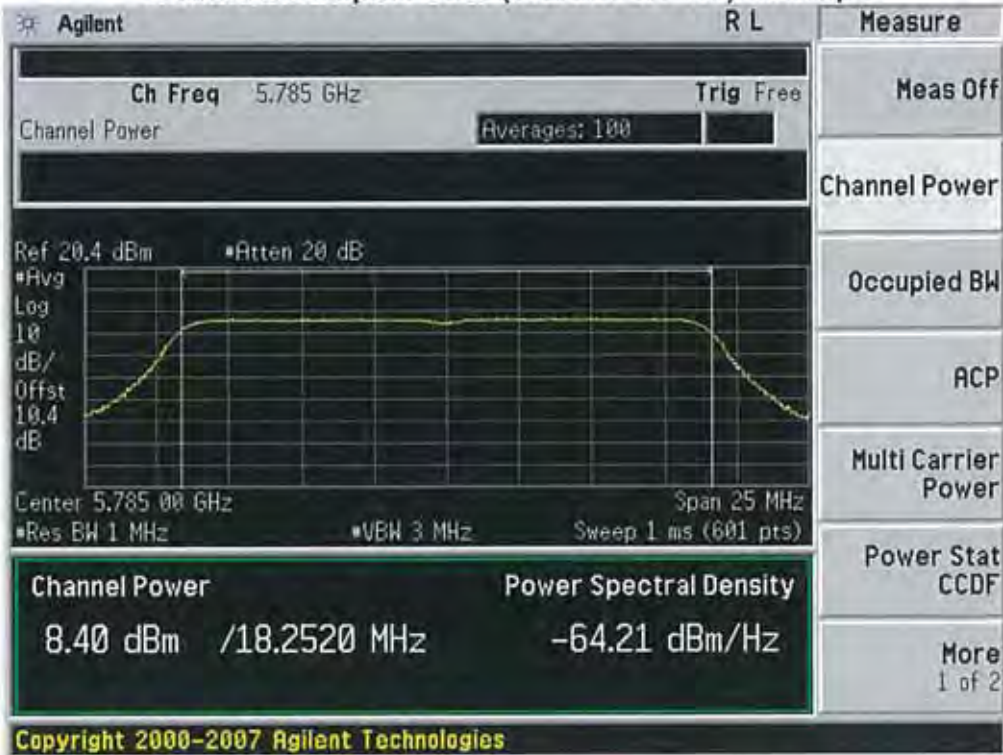 Agilent
R L
Measure
Ch Freq 5.785 GHz
Trig Free
Channel Power
Averages: 100
Meas Off
Channel Power
Occupied BW
ACP
Multi Carrier
Power
Power Stat
CCDF
More
1 of 2
Ref 20.4 dBm
*Atten 20 dB
*Avg
Log
10
dB/
Offst
10.4
dB
Center 5.785 00 GHz
Span 25 MHz
*Res BW 1 MHz
*VBW 3 MHz
Sweep 1 ms (601 pts)
Channel Power
Power Spectral Density
8.40 dBm /18.2520 MHz
-64.21 dBm/Hz
Copyright 2000-2007 Agilent Technologies